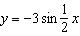 y = −3 sin 1/2 x